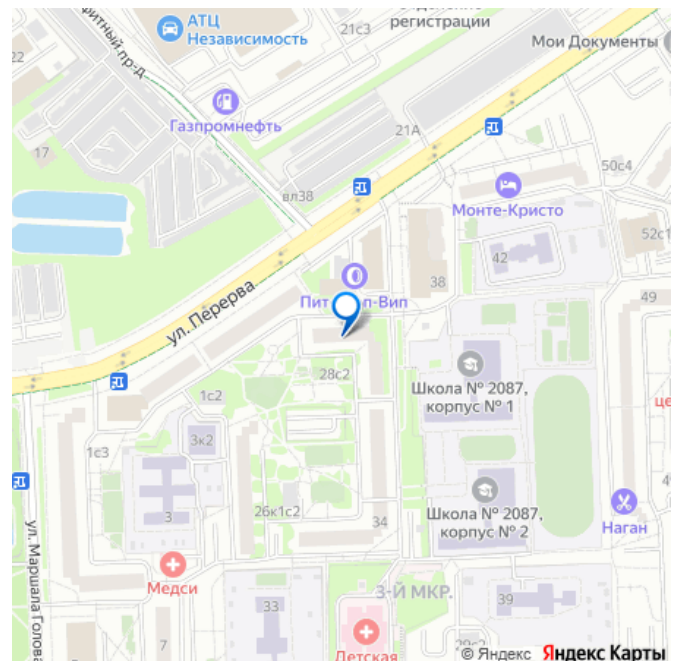 АТЦ
Независимость
21с3
регистрации
Мои Документы
22
Газпромнефть
21А
17
вл38
50с4
Монте-Кристо
52с1
42
38
49
ул. Перерва
28с2
Школа № 2087,
корпус № 1
1с2
3к2
1с3
26к1с2
34
Школа № 2087,
корпус № 2
Наган
3
Медси
ул. Маршала Голова
3-Й МКР.
33
39
7
Детская
© Яндекс Яндекс Карты